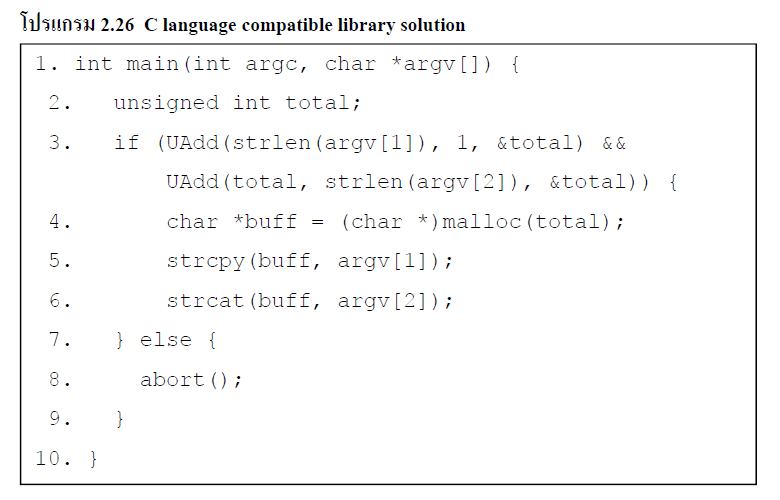 โปรแกรม 2.26 C language compatible library solution
1. int main(int argc, char *argv[]) {
2. unsigned int total;
3. if (UAdd(strlen(argv[1]), 1, &total) &&
UAdd(total, strlen(argv[2]), &total)) {
4. char *buff = (char *)malloc(total);
5. strcpy(buff, argv[1]);
6. strcat(buff, argv[2]);
7. } else {
8. abort();
9. }
10. }